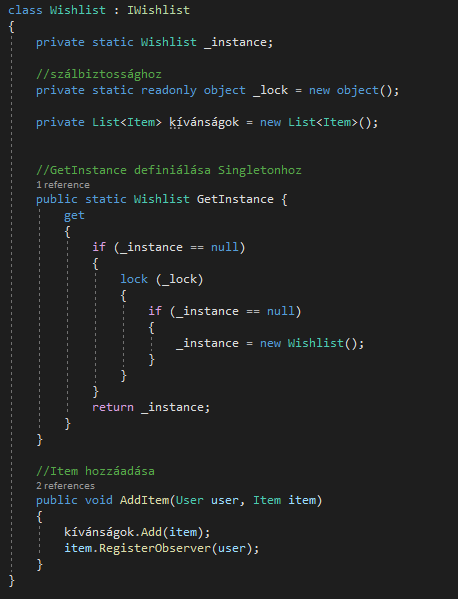 class Wishlist : IWishlist
{
private static Wishlist _instance;
//szálbiztossághoz
private static readonly object _lock = new object();
private List<Item> kívánságok = new List<Item>();
//GetInstance definiálása Singletonhoz
1 reference
public static Wishlist GetInstance {
get
{
if (_instance == null)
{
lock (_lock)
{
if (_instance == null)
{
_instance = new Wishlist();
}
}
}
return _instance;
}
}
//Item hozzáadása
2 references
public void AddItem(User user, Item item)
{
kívánságok.Add(item);
item.RegisterObserver(user);
}
}